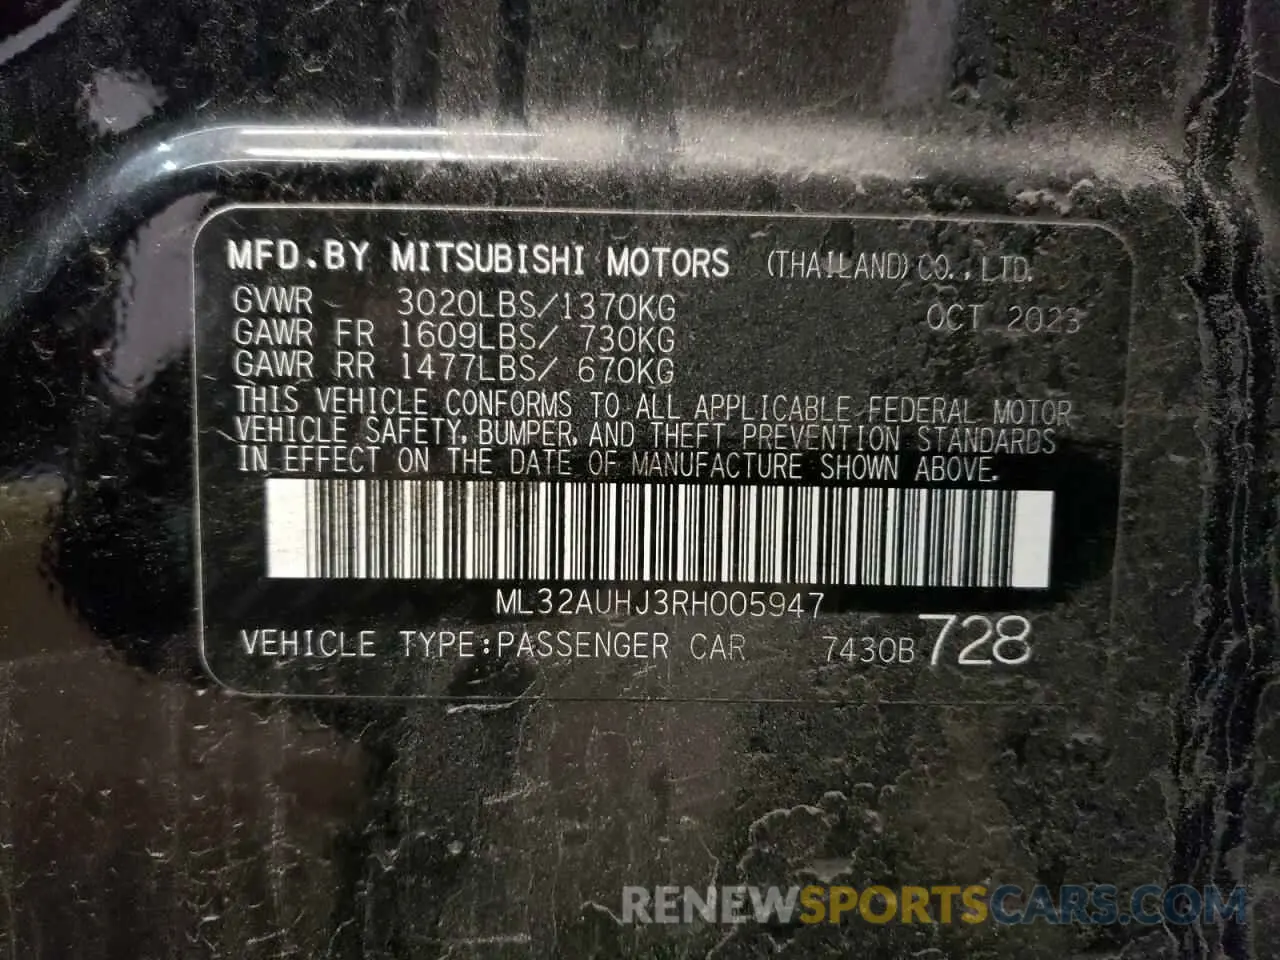 MFD.BY MITSUBISHI MOTORS (THAILAND) CO.,LTD.
GVWR 3020LBS/1370KG OCT 2023
GAWR FR 1609LBS/ 730KG
GAWR RR 1477LBS/ 670KG
THIS VEHICLE CONFORMS TO ALL APPLICABLE FEDERAL MOTOR
VEHICLE SAFETY, BUMPER, AND THEFT PREVENTION STANDARDS
IN EFFECT ON THE DATE OF MANUFACTURE SHOWN ABOVE.
ML32AUHJ3RH005947
VEHICLE TYPE:PASSENGER CAR 7430B728
RENEWSPORTSCARS.COM